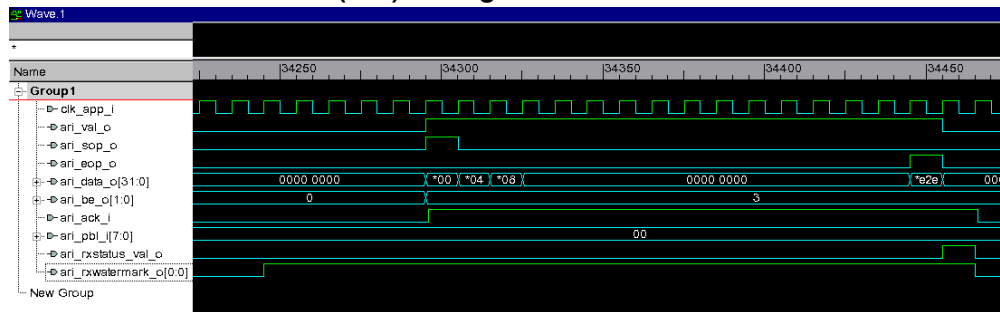 Wave.1
*
Name 34250 34300 34350 34400 34450
Group1
clk_app_i
ari_val_o
ari_sop_o
ari_eop_o
ari_data_o[31:0] 0000 0000 *00 *04 *08 0000 0000 *e2e 00
ari_be_o[1:0] 0 3
ari_ack_i
ari_pbl_i[7:0] 00
ari_rxstatus_val_o
ari_rxwatermark_o[0:0]
New Group